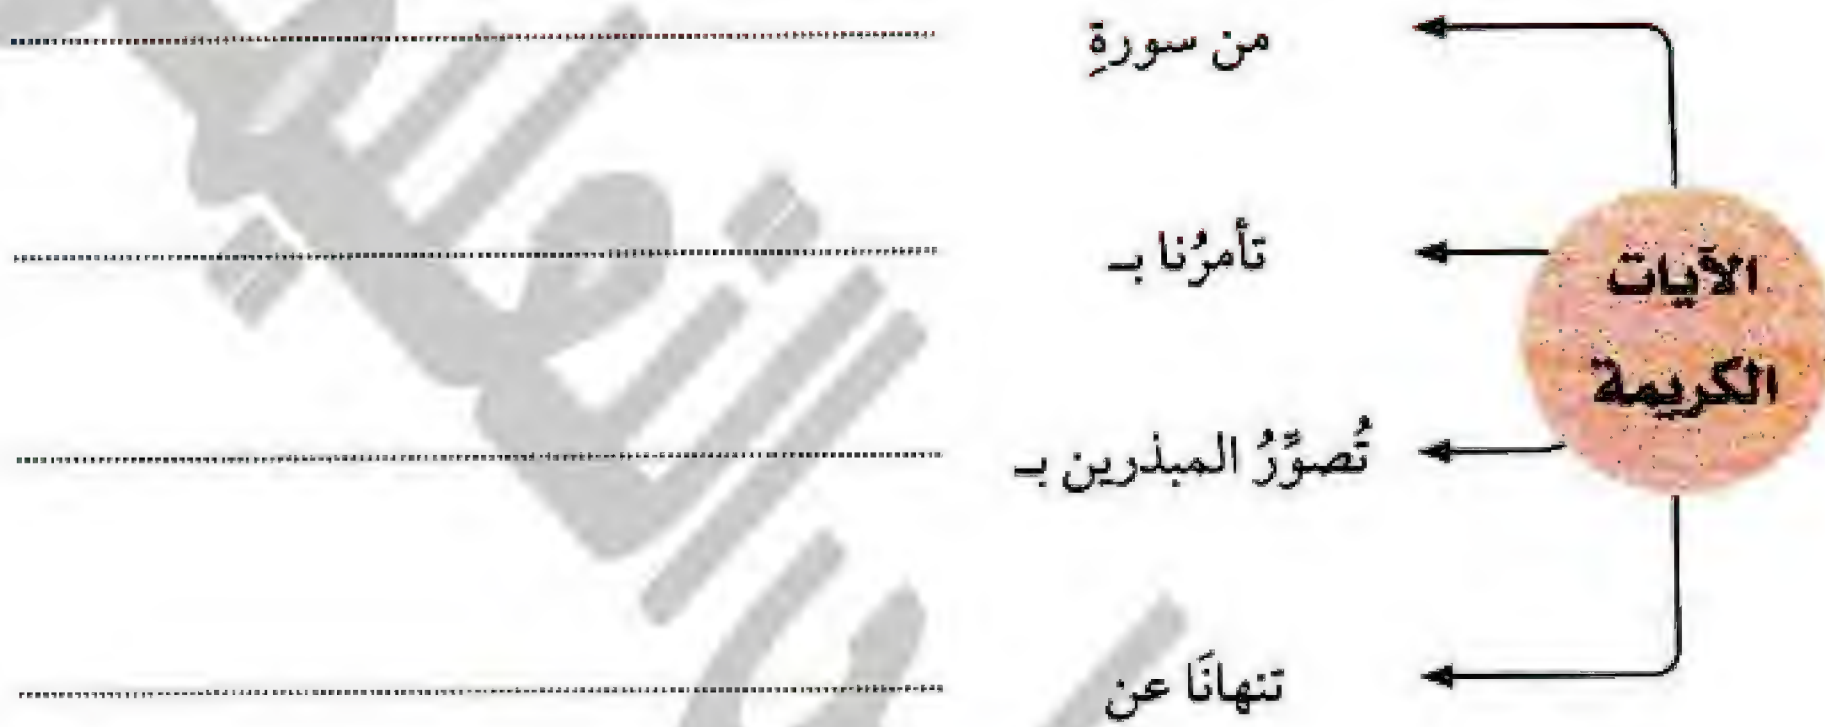 من سورةِ
تأمرُنا بـ
الآيات
الكريمة
تُصوِّرُ المبذرين بـ
تنهانَا عن